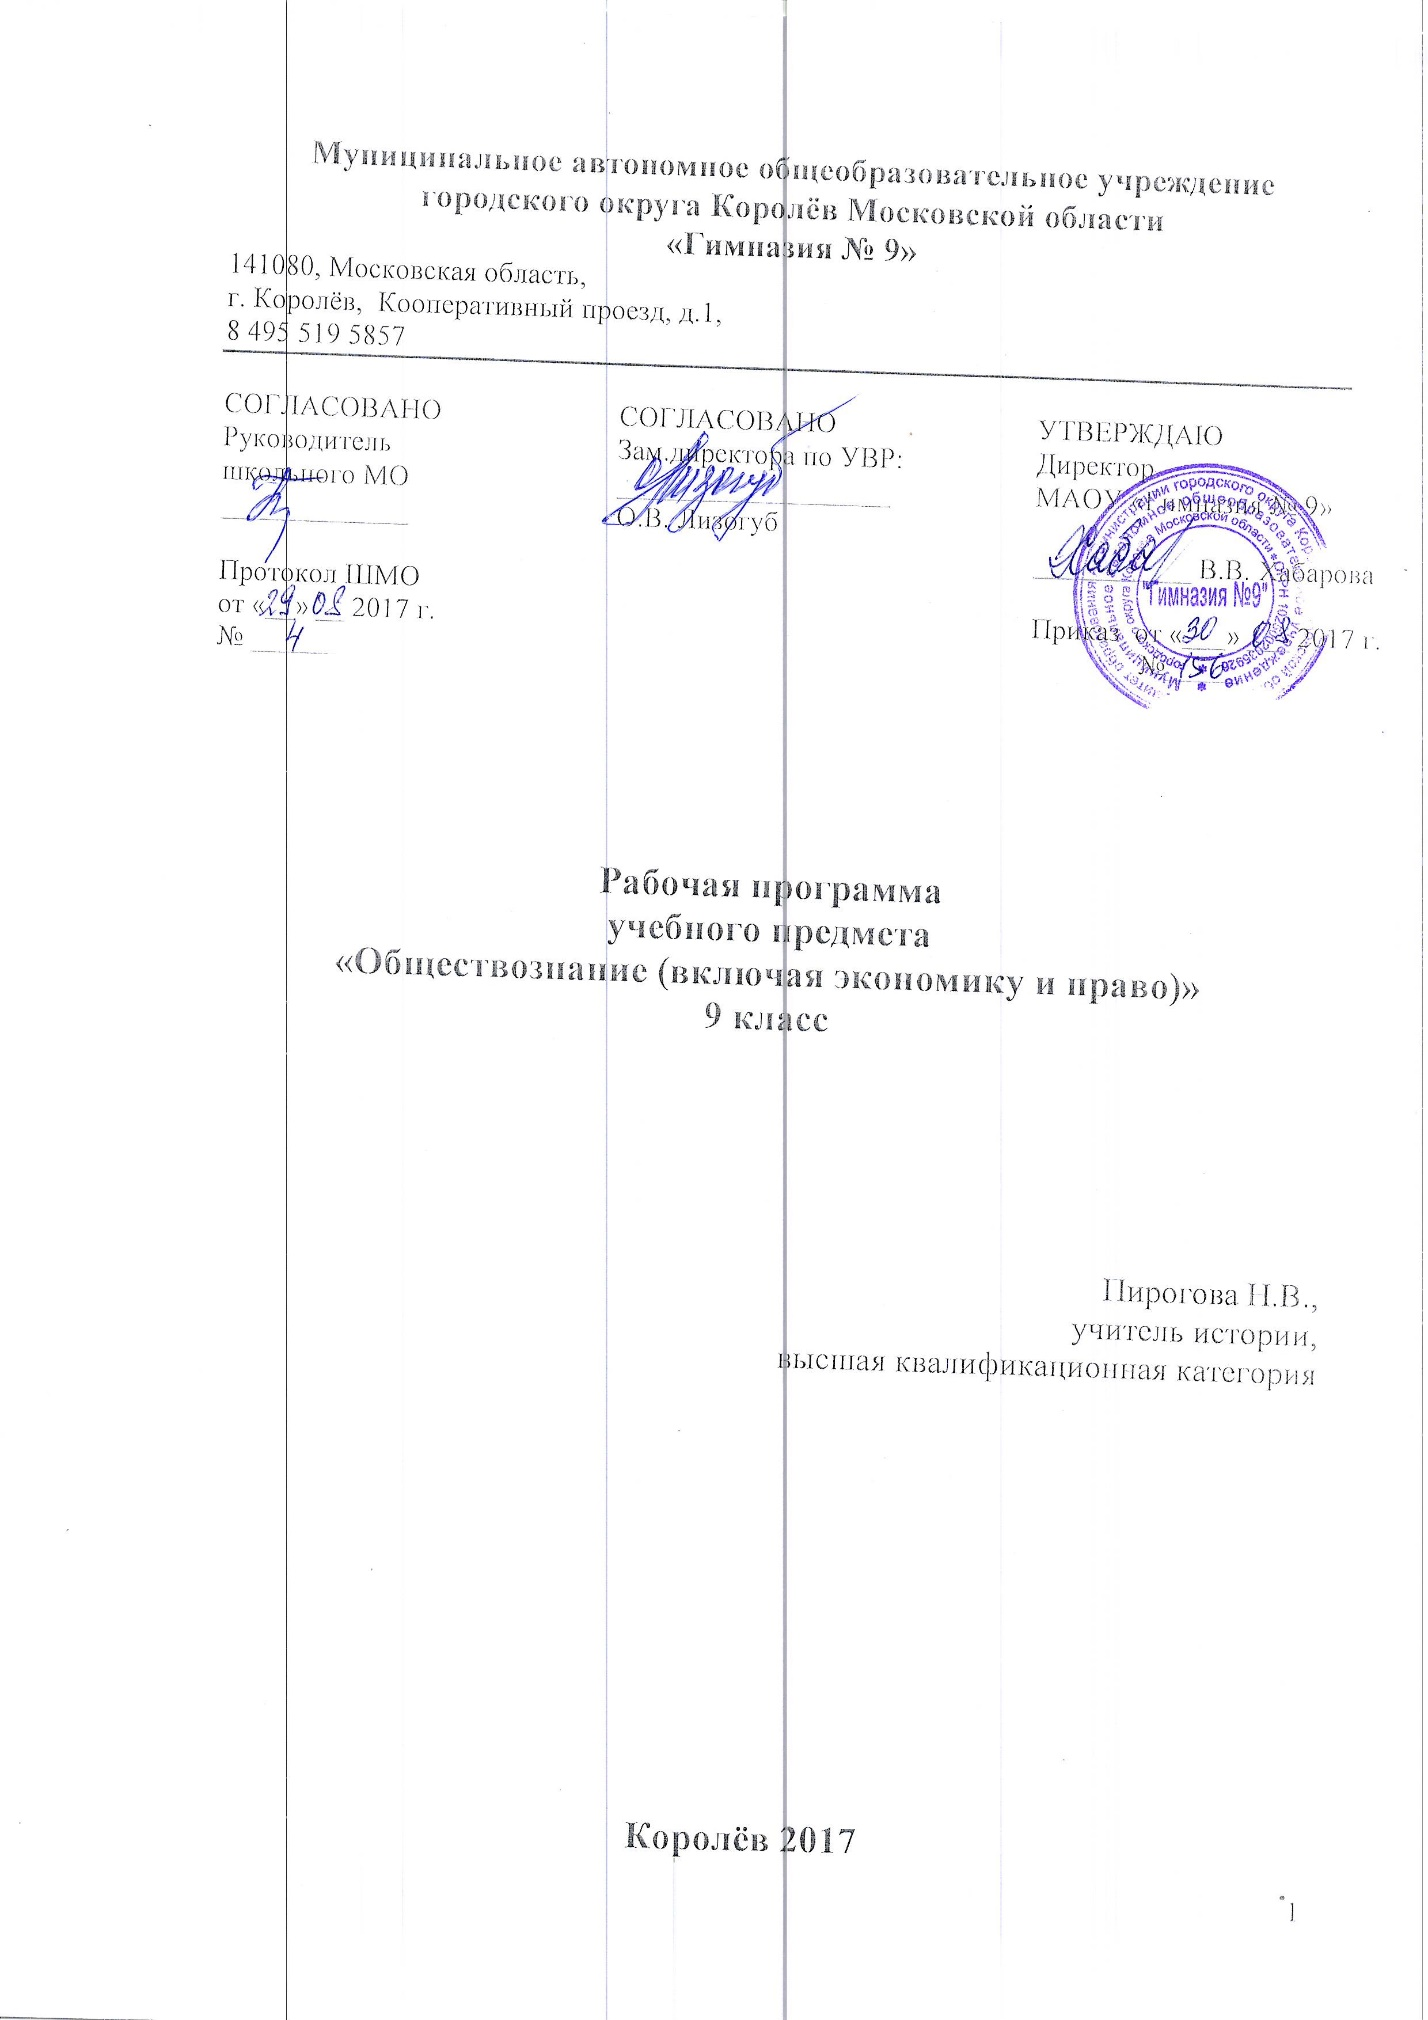 Муниципальное автономное общеобразовательное учреждение
городского округа Королёв Московской области
«Гимназия № 9»
141080, Московская область,
г. Королёв, Кооперативный проезд, д.1,
8 495 519 5857
СОГЛАСОВАНО
Руководитель
школьного МО
Протокол ШМО
от «29» 08 2017 г.
№ 4
СОГЛАСОВАНО
Зам.директора по УВР:
О.В. Лизогуб
УТВЕРЖДАЮ
Директор
МАОУ «Гимназия № 9»
В.В. Хабарова
"Гимназия №9"
Приказ от «30» 08 2017 г.
№ 156
Рабочая программа
учебного предмета
«Обществознание (включая экономику и право)»
9 класс
Пирогова Н.В.,
учитель истории,
высшая квалификационная категория
Королёв 2017
1